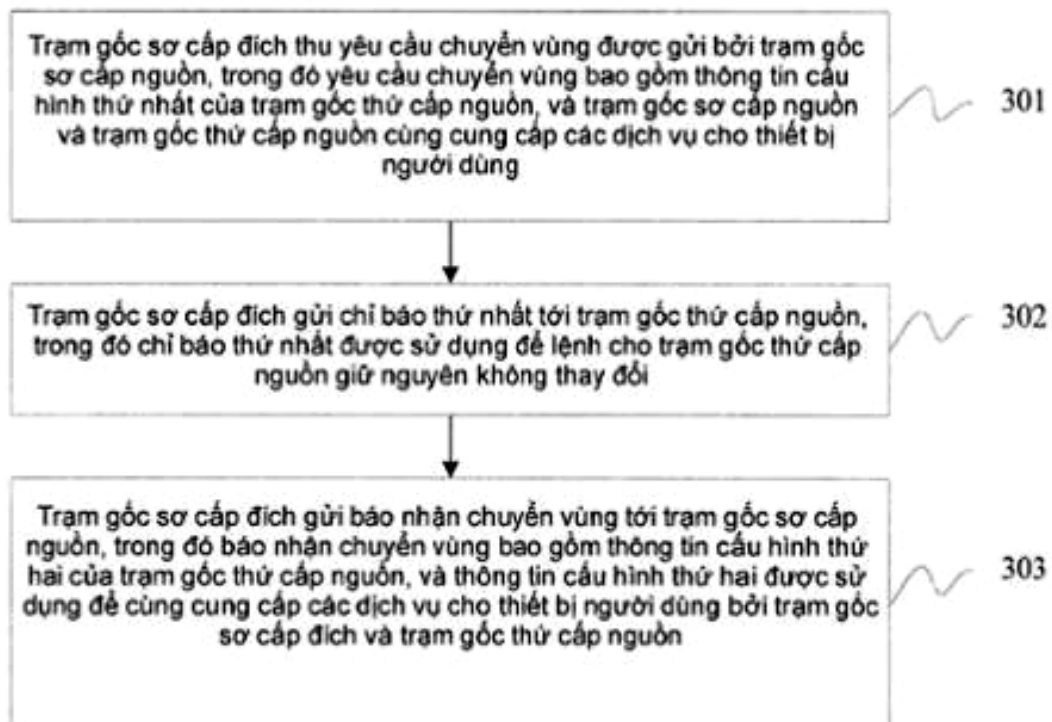 Trạm gốc sơ cấp đích thu yêu cầu chuyển vùng được gửi bởi trạm gốc
sơ cấp nguồn, trong đó yêu cầu chuyển vùng bao gồm thông tin cấu
hình thứ nhất của trạm gốc thứ cấp nguồn, và trạm gốc sơ cấp nguồn
và trạm gốc thứ cấp nguồn cùng cung cấp các dịch vụ cho thiết bị
người dùng
301
Trạm gốc sơ cấp đích gửi chỉ báo thứ nhất tới trạm gốc thứ cấp nguồn,
trong đó chỉ báo thứ nhất được sử dụng để lệnh cho trạm gốc thứ cấp
nguồn giữ nguyên không thay đổi
302
Trạm gốc sơ cấp đích gửi báo nhận chuyển vùng tới trạm gốc sơ cấp
nguồn, trong đó báo nhận chuyển vùng bao gồm thông tin cấu hình thứ
hai của trạm gốc thứ cấp nguồn, và thông tin cấu hình thứ hai được sử
dụng để cùng cung cấp các dịch vụ cho thiết bị người dùng bởi trạm gốc
sơ cấp đích và trạm gốc thứ cấp nguồn
303